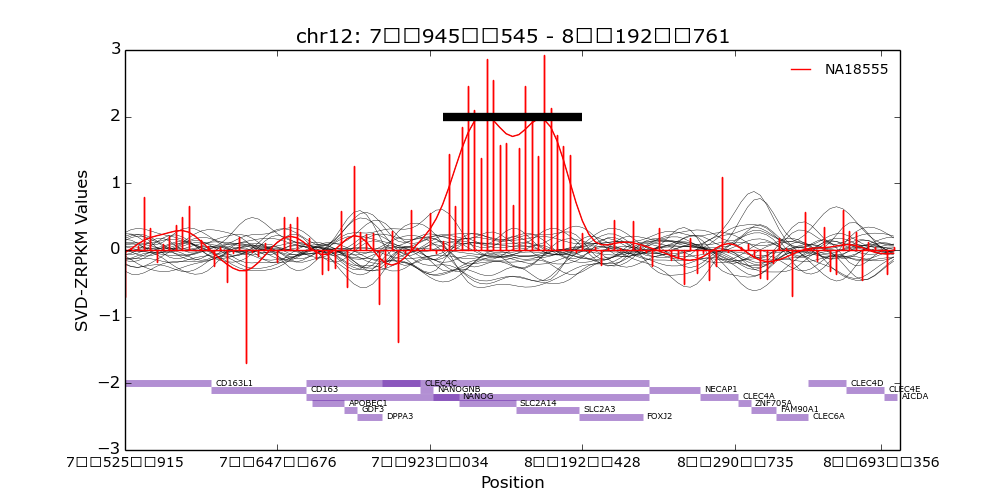 chr12: 7□□945□□545 - 8□□192□□761
NA18555
SVD-ZRPKM Values
3
2
1
0
−1
−2
−3
CD163L1
CD163
APOBEC1
GDF3
DPPA3
CLEC4C
NANOGNB
NANOG
SLC2A14
SLC2A3
FOXJ2
NECAP1
CLEC4A
ZNF705A
FAM90A1
CLEC6A
CLEC4D
CLEC4E
AICDA
7□□525□□915 7□□647□□676 7□□923□□034 8□□192□□428 8□□290□□735 8□□693□□356
Position